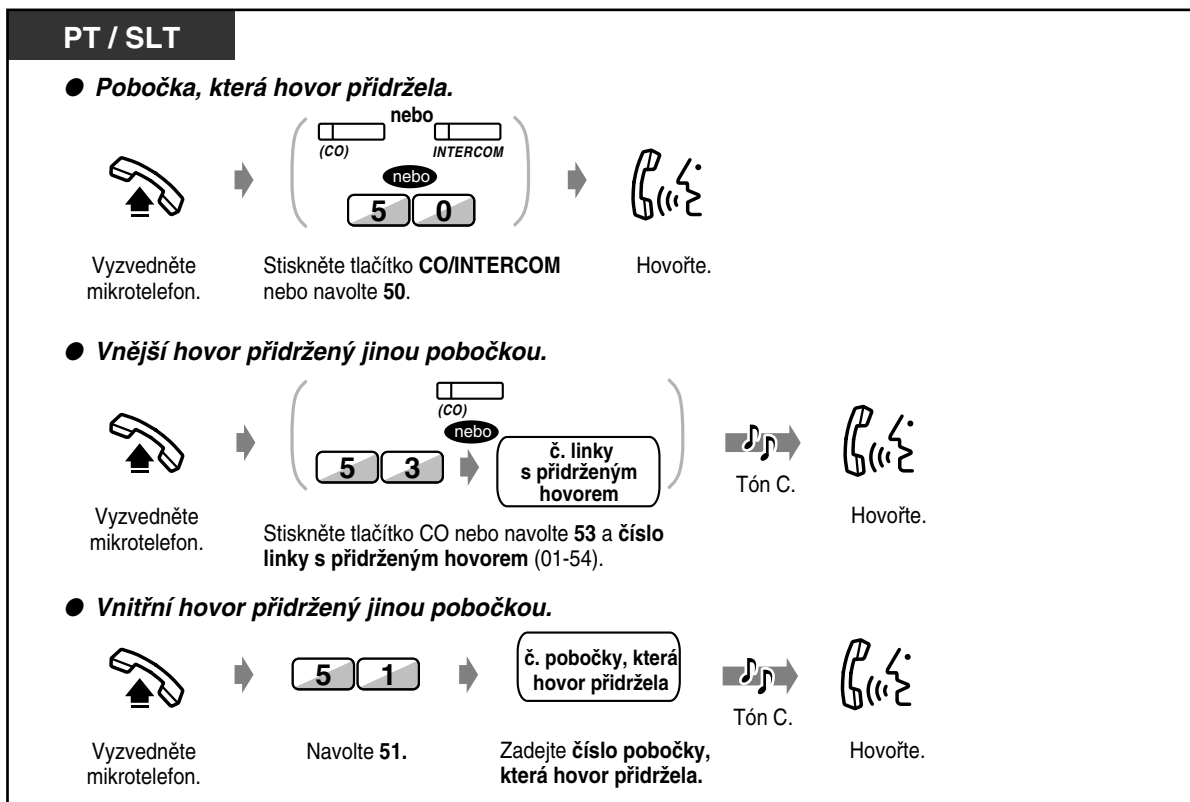 PT / SLT
● Pobočka, která hovor přidržela.
nebo
(CO) INTERCOM
nebo
5 0
Vyzvedněte
mikrotelefon.
Stiskněte tlačítko CO/INTERCOM
nebo navolte 50.
Hovořte.
● Vnější hovor přidržený jinou pobočkou.
(CO)
nebo
5 3
č. linky
s přidrženým
hovorem
Tón C.
Vyzvedněte
mikrotelefon.
Stiskněte tlačítko CO nebo navolte 53 a číslo
linky s přidrženým hovorem (01-54).
Hovořte.
● Vnitřní hovor přidržený jinou pobočkou.
5 1
č. pobočky, která
hovor přidržela
Tón C.
Vyzvedněte
mikrotelefon.
Navolte 51.
Zadejte číslo pobočky,
která hovor přidržela.
Hovořte.